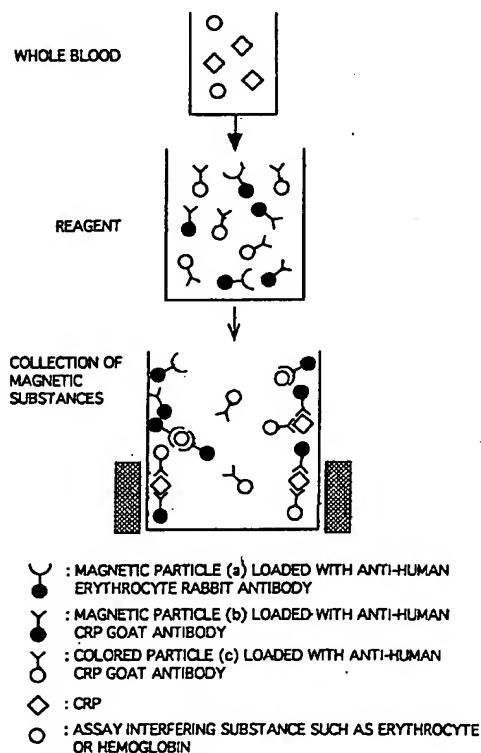 WHOLE BLOOD
REAGENT
COLLECTION OF
MAGNETIC
SUBSTANCES
: MAGNETIC PARTICLE (a) LOADED WITH ANTI-HUMAN
ERYTHROCYTE RABBIT ANTIBODY
: MAGNETIC PARTICLE (b) LOADED WITH ANTI-HUMAN
CRP GOAT ANTIBODY
: COLORED PARTICLE (c) LOADED WITH ANTI-HUMAN
CRP GOAT ANTIBODY
: CRP
: ASSAY INTERFERING SUBSTANCE SUCH AS ERYTHROCYTE
OR HEMOGLOBIN